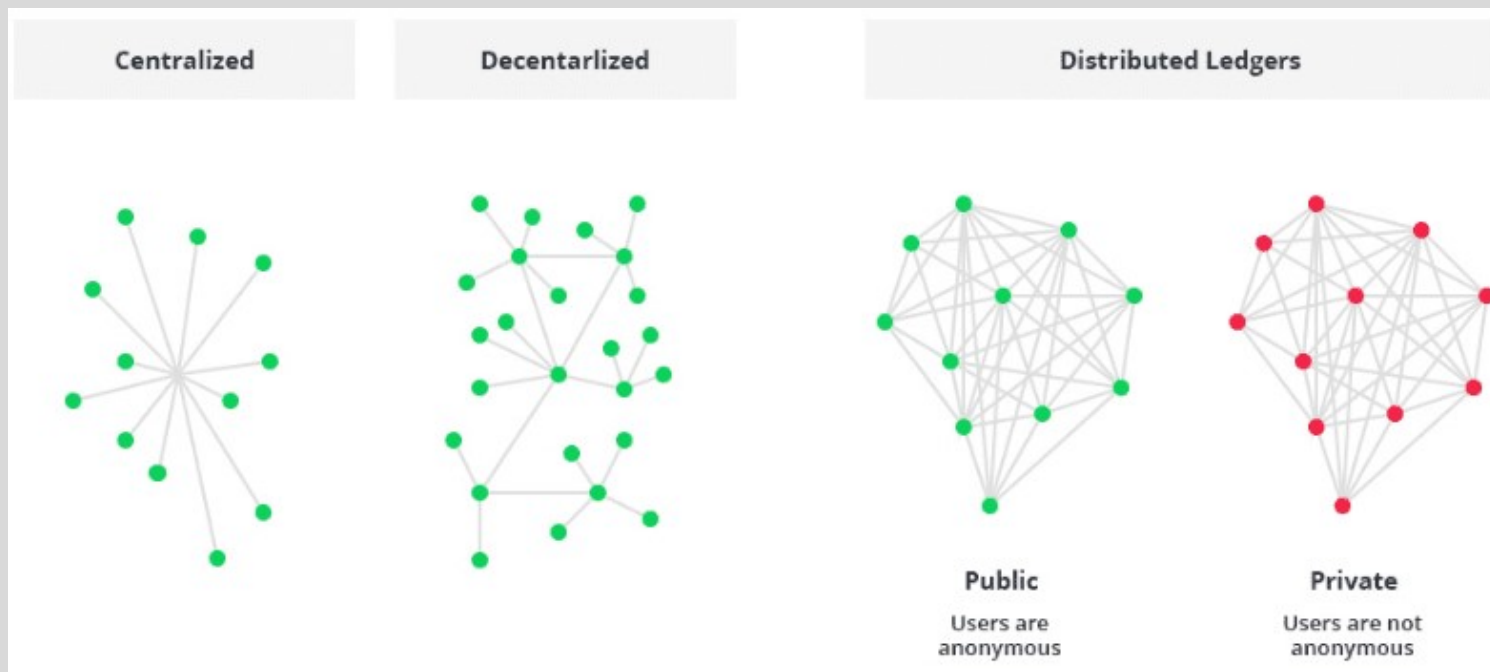 Centralized
Decentarlized
Distributed Ledgers
Public
Users are
anonymous
Private
Users are not
anonymous